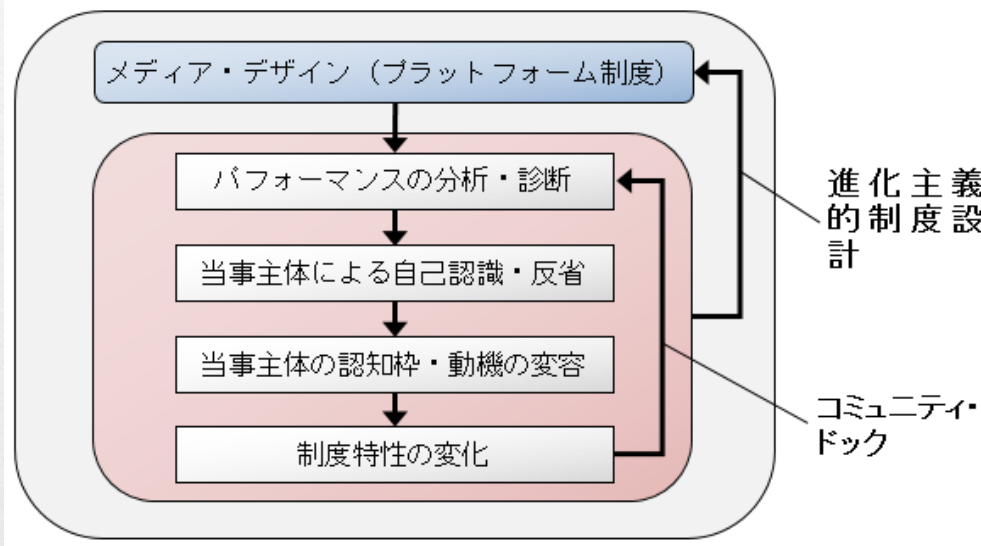 メディア・デザイン（プラットフォーム制度）
パフォーマンスの分析・診断
当事主体による自己認識・反省
当事主体の認知枠・動機の変容
制度特性の変化
進化主義
的制度設
計
コミュニティ・
ドック